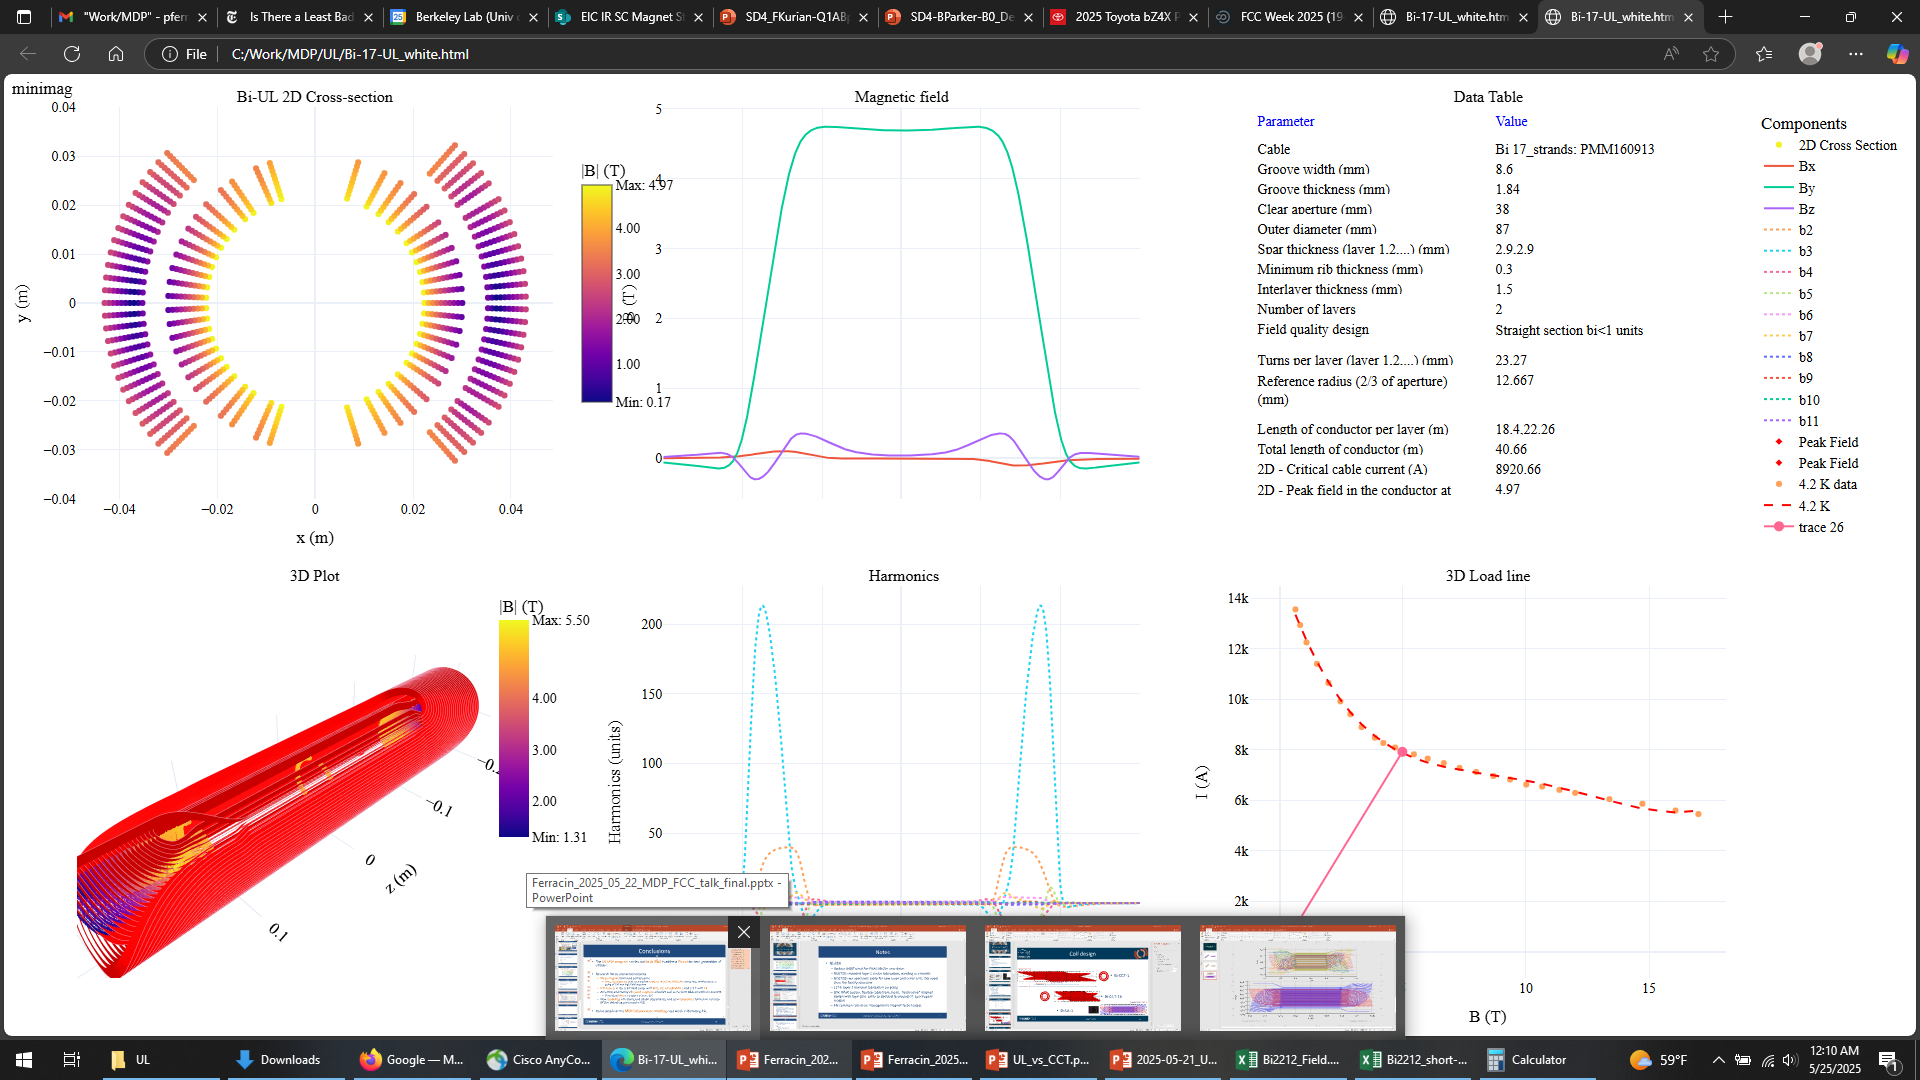 "Work/MDP" - pfer
Is There a Least Bad
Berkeley Lab (Univ
EIC IR SC Magnet St
SD4_FKurian-Q1AB
SD4-BParker-B0_De
2025 Toyota bZ4X P
FCC Week 2025 (19
Bi-17-UL_white.htm
Bi-17-UL_white.htm
File
C:/Work/MDP/UL/Bi-17-UL_white.html
minimag
Bi-UL 2D Cross-section
0.04
0.03
0.02
0.01
0
−0.01
−0.02
−0.03
−0.04
y (m)
−0.04
−0.02
0
0.02
0.04
x (m)
|B| (T)
Max: 4.97
4.00
3.00
2.00
1.00
Min: 0.17
Magnetic field
5
4
3
2
1
0
B (T)
Data Table
Parameter Value
Cable Bi 17_strands: PMM160913
Groove width (mm) 8.6
Groove thickness (mm) 1.84
Clear aperture (mm) 38
Outer diameter (mm) 87
Spar thickness (layer 1,2,...) (mm) 2.9,2.9
Minimum rib thickness (mm) 0.3
Interlayer thickness (mm) 1.5
Number of layers 2
Field quality design Straight section bi<1 units
Turns per layer (layer 1,2,...) (mm) 23,27
Reference radius (2/3 of aperture) 12.667
(mm)
Length of conductor per layer (m) 18.4,22.26
Total length of conductor (m) 40.66
2D - Critical cable current (A) 8920.66
2D - Peak field in the conductor at 4.97
Components
2D Cross Section
Bx
By
Bz
b2
b3
b4
b5
b6
b7
b8
b9
b10
b11
Peak Field
Peak Field
4.2 K data
4.2 K
trace 26
3D Plot
|B| (T)
Max: 5.50
4.00
3.00
2.00
Min: 1.31
−0.2
−0.1
0
0.1
z (m)
Harmonics
200
150
100
50
Harmonics (units)
3D Load line
14k
12k
10k
8k
6k
4k
2k
I (A)
10
15
B (T)
Ferracin_2025_05_22_MDP_FCC_talk_final.pptx -
PowerPoint
Conclusions
Notes
Coil design
UL
Downloads
Google — M...
Cisco AnyCo...
Bi-17-UL_whi...
Ferracin_202...
Ferracin_2025...
UL_vs_CCT.p...
2025-05-21_U...
Bi2212_Field....
Bi2212_short-...
Calculator
59°F
12:10 AM
5/25/2025
1